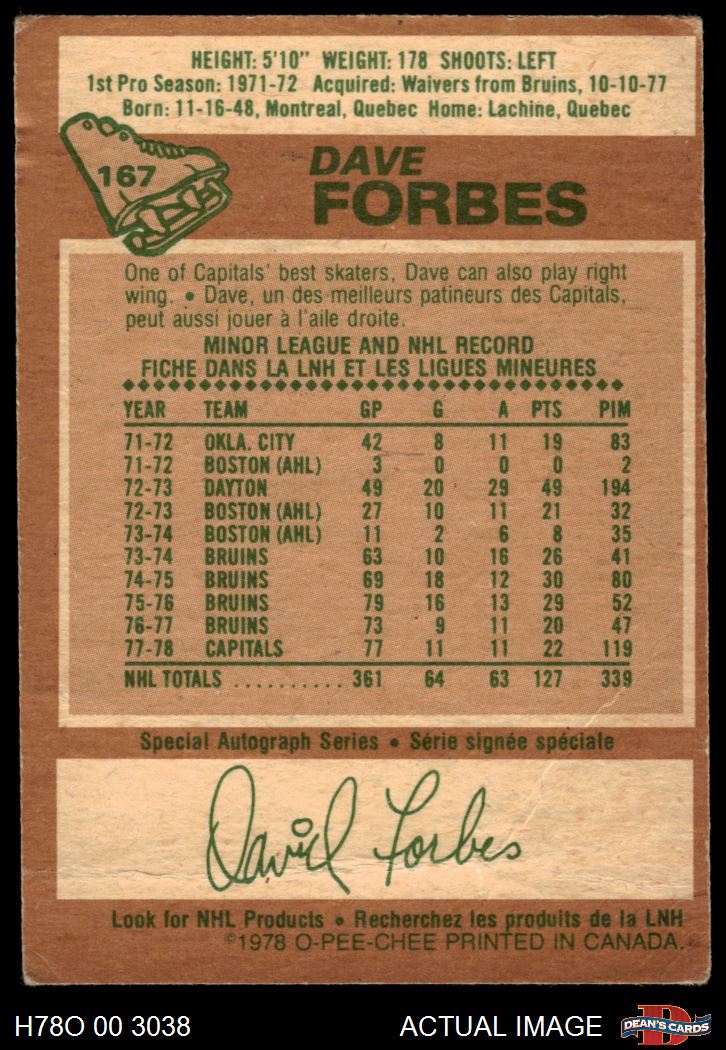 HEIGHT: 5'10" WEIGHT: 178 SHOOTS: LEFT
1st Pro Season: 1971-72 Acquired: Waivers from Bruins, 10-10-77
Born: 11-16-48, Montreal, Quebec Home: Lachine, Quebec
167
DAVE
FORBES
One of Capitals' best skaters, Dave can also play right
wing. • Dave, un des meilleurs patineurs des Capitals,
peut aussi jouer à l'aile droite.
MINOR LEAGUE AND NHL RECORD
FICHE DANS LA LNH ET LES LIGUES MINEURES
YEAR TEAM GP G A PTS PIM
71-72 OKLA. CITY 42 8 11 19 83
71-72 BOSTON (AHL) 3 0 0 0 2
72-73 DAYTON 49 20 29 49 194
72-73 BOSTON (AHL) 27 10 11 21 32
73-74 BOSTON (AHL) 11 2 6 8 35
73-74 BRUINS 63 10 16 26 41
74-75 BRUINS 69 18 12 30 80
75-76 BRUINS 79 16 13 29 52
76-77 BRUINS 73 9 11 20 47
77-78 CAPITALS 77 11 11 22 119
NHL TOTALS .......... 361 64 63 127 339
Special Autograph Series • Série signée spéciale
David Forbes
Look for NHL Products • Recherchez les produits de la LNH
©1978 O-PEE-CHEE PRINTED IN CANADA.
H78O 00 3038 ACTUAL IMAGE D DEAN'S CARDS